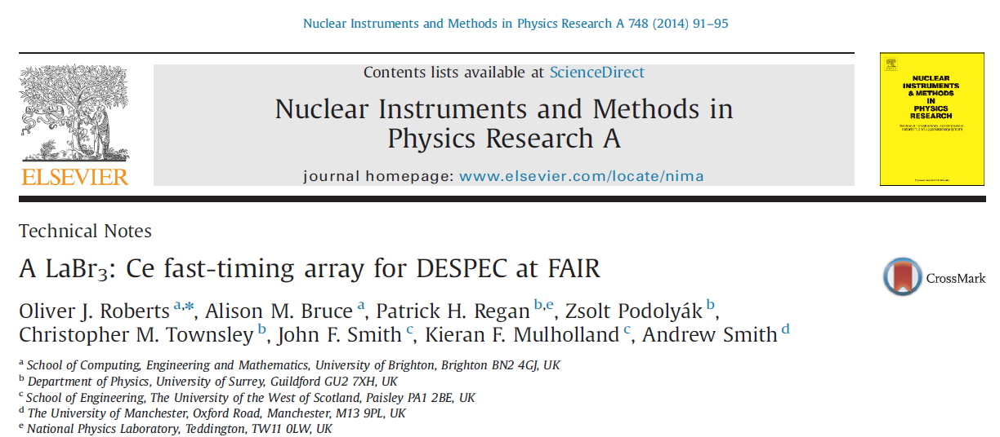 Nuclear Instruments and Methods in Physics Research A 748 (2014) 91–95
Contents lists available at ScienceDirect
Nuclear Instruments and Methods in
Physics Research A
journal homepage: www.elsevier.com/locate/nima
ELSEVIER
NUCLEAR
INSTRUMENTS
& METHODS
IN
PHYSICS
RESEARCH
Technical Notes
A LaBr₃: Ce fast-timing array for DESPEC at FAIR
CrossMark
Oliver J. Roberts ᵃ,*, Alison M. Bruce ᵃ, Patrick H. Regan ᵇ,ᵉ, Zsolt Podolyák ᵇ,
Christopher M. Townsley ᵇ, John F. Smith ᶜ, Kieran F. Mulholland ᶜ, Andrew Smith ᵈ
ᵃ School of Computing, Engineering and Mathematics, University of Brighton, Brighton BN2 4GJ, UK
ᵇ Department of Physics, University of Surrey, Guildford GU2 7XH, UK
ᶜ School of Engineering, The University of the West of Scotland, Paisley PA1 2BE, UK
ᵈ The University of Manchester, Oxford Road, Manchester, M13 9PL, UK
ᵉ National Physics Laboratory, Teddington, TW11 0LW, UK